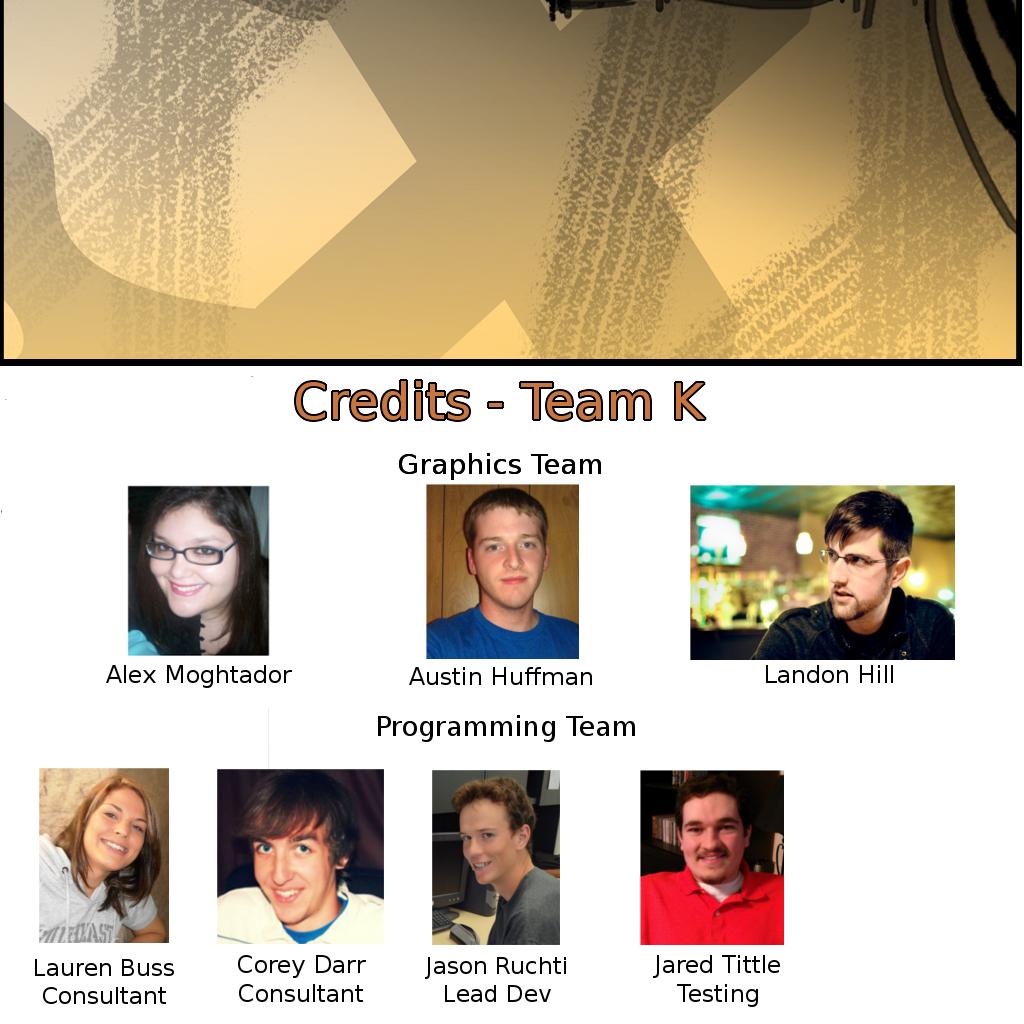 Credits - Team K
Graphics Team
Alex Moghtador
Austin Huffman
Landon Hill
Programming Team
Lauren Buss
Consultant
Corey Darr
Consultant
Jason Ruchti
Lead Dev
Jared Tittle
Testing